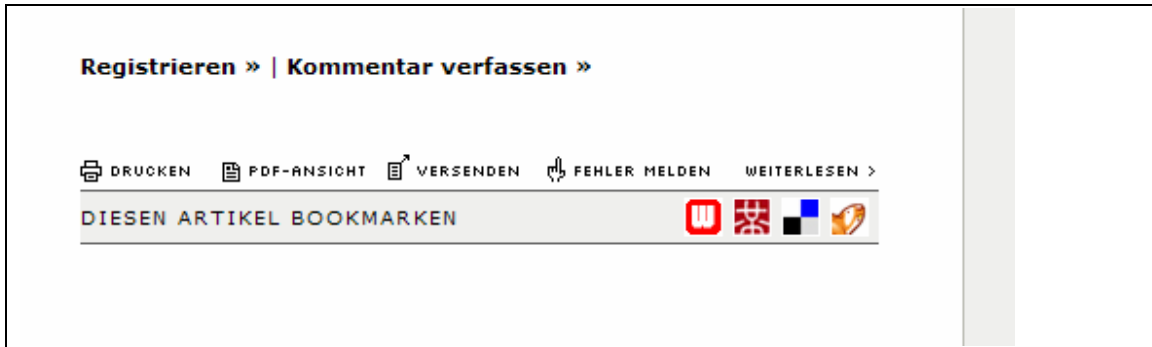 Registrieren » | Kommentar verfassen »
DRUCKEN PDF-ANSICHT VERSENDEN FEHLER MELDEN WEITERLESEN >
DIESEN ARTIKEL BOOKMARKEN W